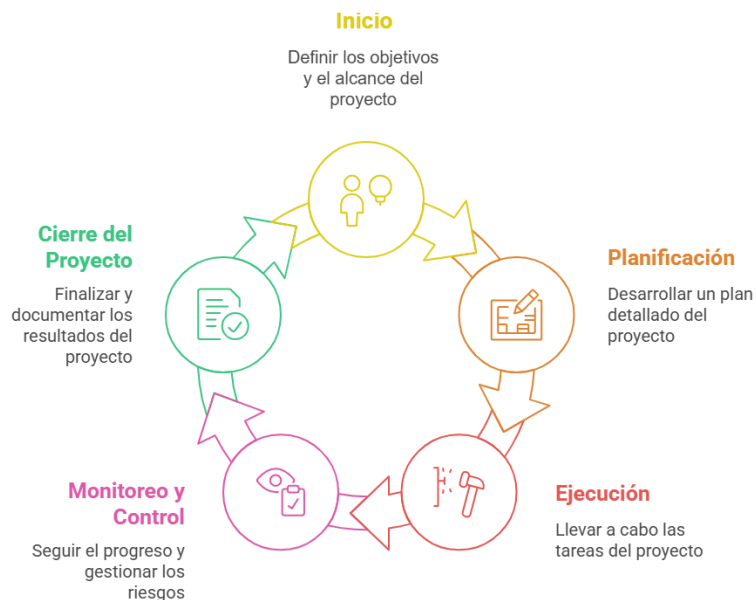 Inicio
Definir los objetivos
y el alcance del
proyecto
Planificación
Desarrollar un plan
detallado del
proyecto
Ejecución
Llevar a cabo las
tareas del proyecto
Monitoreo y
Control
Seguir el progreso y
gestionar los
riesgos
Cierre del
Proyecto
Finalizar y
documentar los
resultados del
proyecto